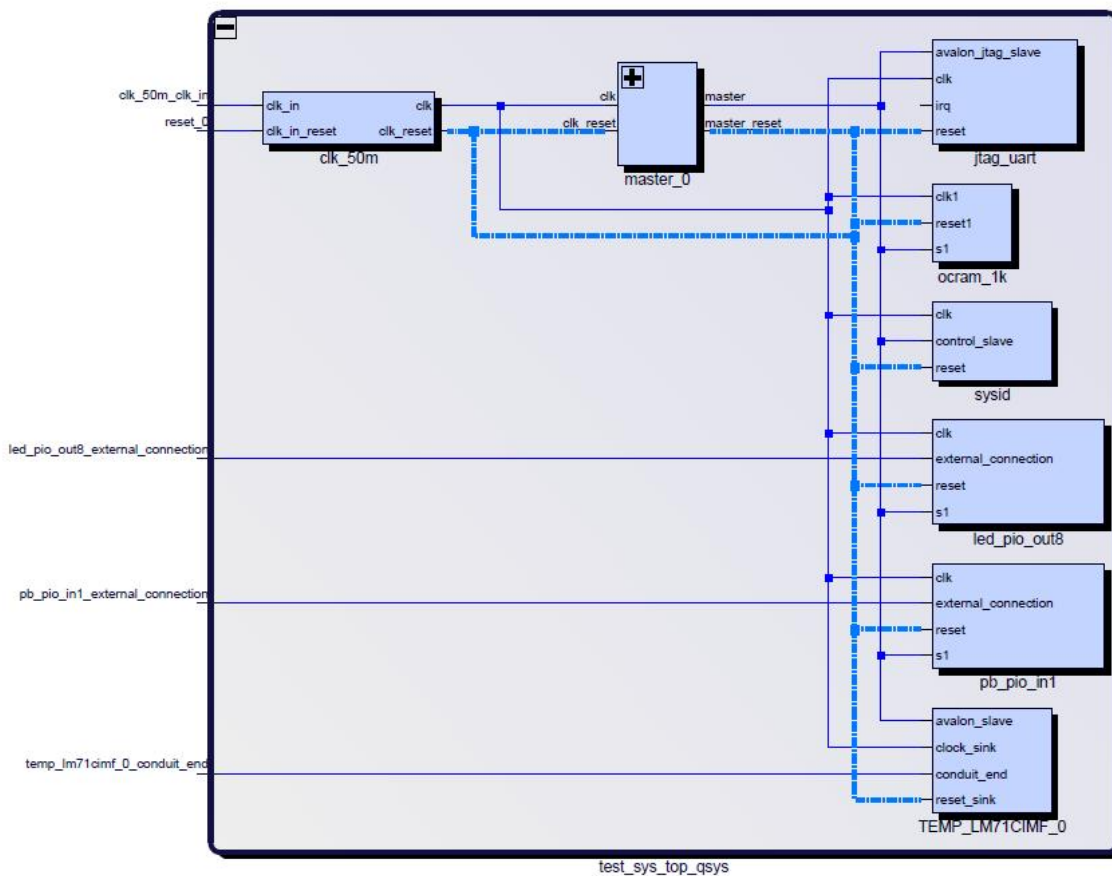 clk_50m_clk_in
reset_0
clk_in
clk
clk_in_reset
clk_reset
clk_50m
clk
master
clk_reset
master_reset
master_0
avalon_jtag_slave
clk
irq
reset
jtag_uart
clk1
reset1
s1
ocram_1k
clk
control_slave
reset
sysid
led_pio_out8_external_connection
clk
external_connection
reset
s1
led_pio_out8
pb_pio_in1_external_connection
clk
external_connection
reset
s1
pb_pio_in1
temp_lm71cimf_0_conduit_end
avalon_slave
clock_sink
conduit_end
reset_sink
TEMP_LM71CIMF_0
test_sys_top_qsys